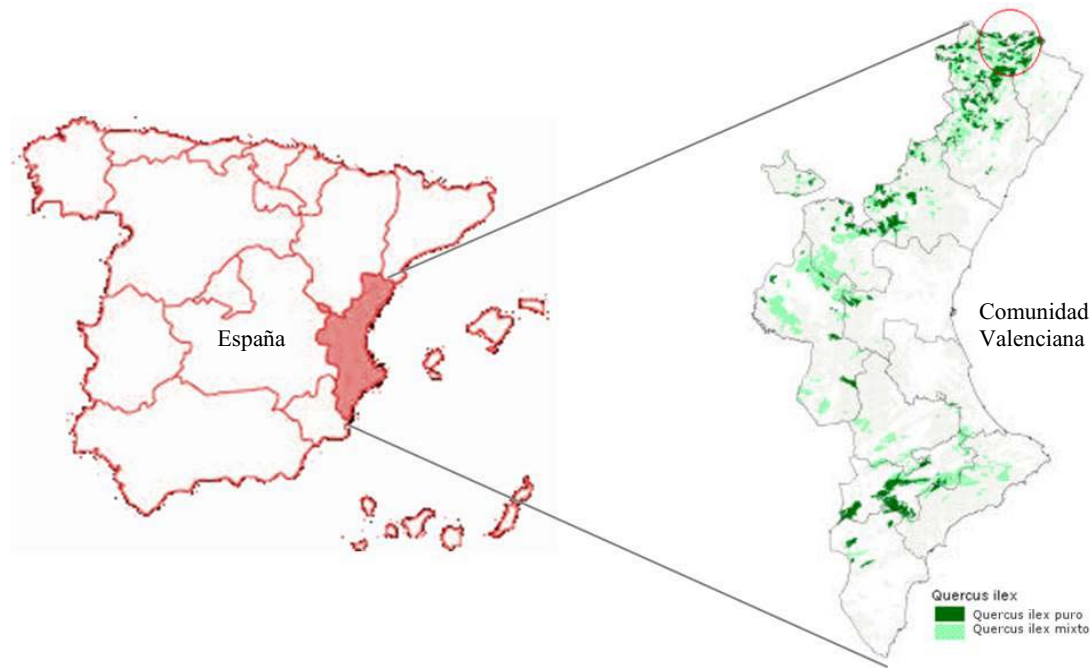 España
Comunidad
Valenciana
Quercus ilex
Quercus ilex puro
Quercus ilex mixto